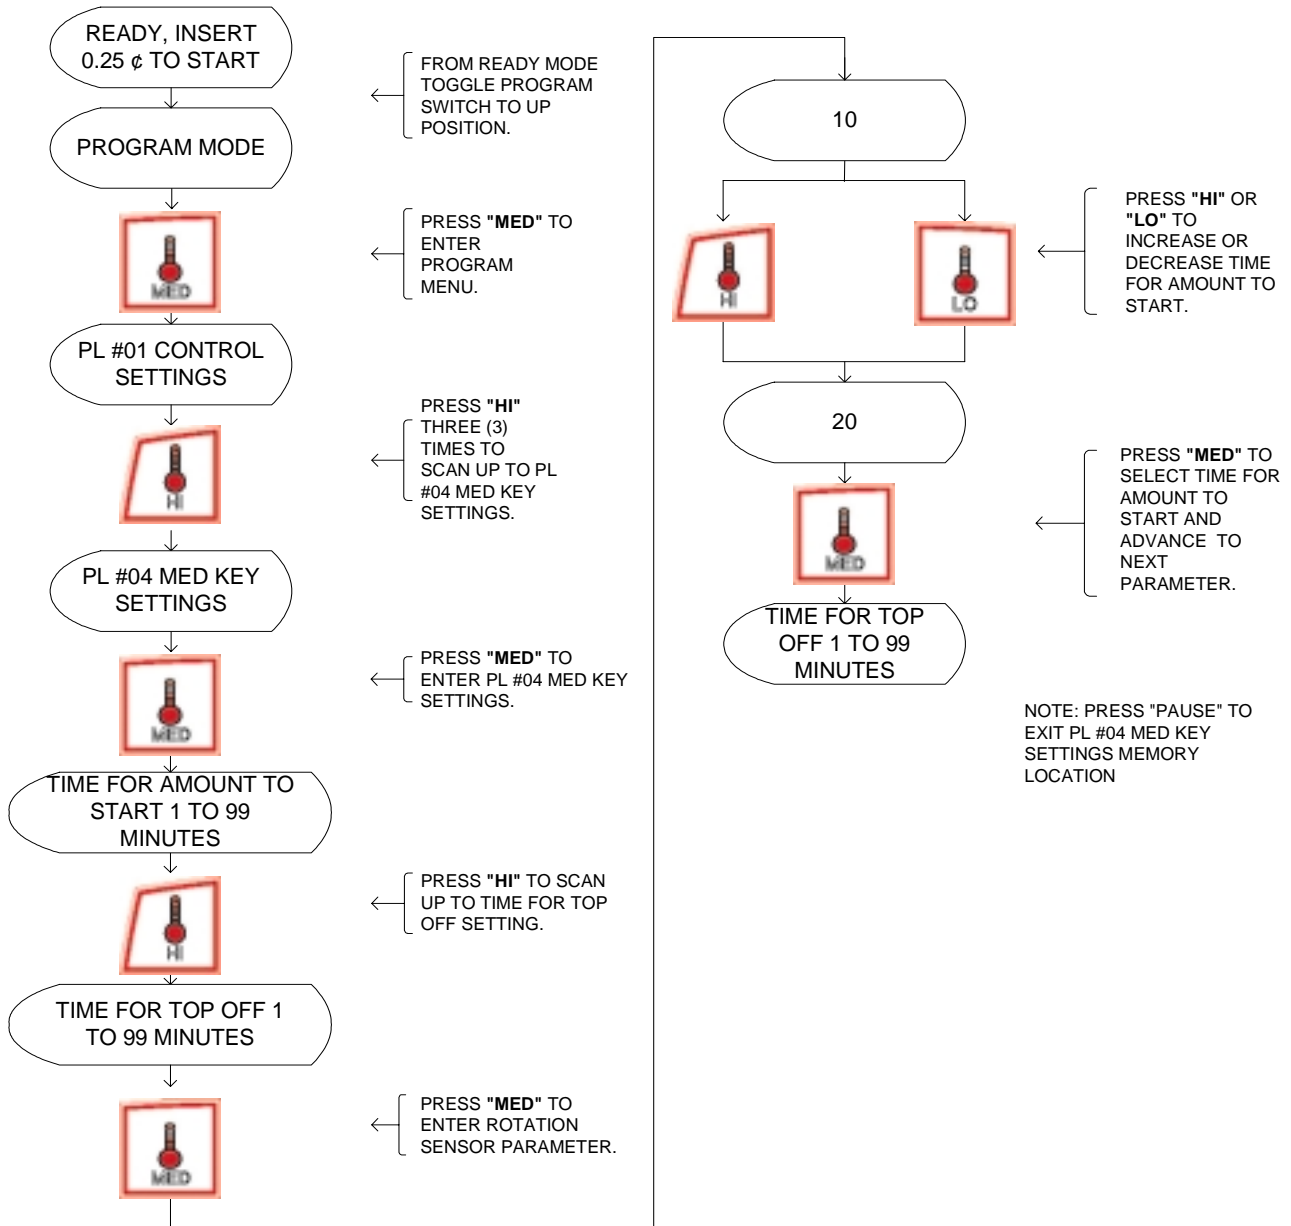 READY, INSERT
0.25 ¢ TO START
FROM READY MODE
TOGGLE PROGRAM
SWITCH TO UP
POSITION.
PROGRAM MODE
MED
PRESS "MED" TO
ENTER
PROGRAM
MENU.
PL #01 CONTROL
SETTINGS
HI
PRESS "HI"
THREE (3)
TIMES TO
SCAN UP TO PL
#04 MED KEY
SETTINGS.
PL #04 MED KEY
SETTINGS
MED
PRESS "MED" TO
ENTER PL #04 MED KEY
SETTINGS.
TIME FOR AMOUNT TO
START 1 TO 99
MINUTES
HI
PRESS "HI" TO SCAN
UP TO TIME FOR TOP
OFF SETTING.
TIME FOR TOP OFF 1
TO 99 MINUTES
MED
PRESS "MED" TO
ENTER ROTATION
SENSOR PARAMETER.
10
HI
LO
PRESS "HI" OR
"LO" TO
INCREASE OR
DECREASE TIME
FOR AMOUNT TO
START.
20
MED
PRESS "MED" TO
SELECT TIME FOR
AMOUNT TO
START AND
ADVANCE TO
NEXT
PARAMETER.
TIME FOR TOP
OFF 1 TO 99
MINUTES
NOTE: PRESS "PAUSE" TO
EXIT PL #04 MED KEY
SETTINGS MEMORY
LOCATION